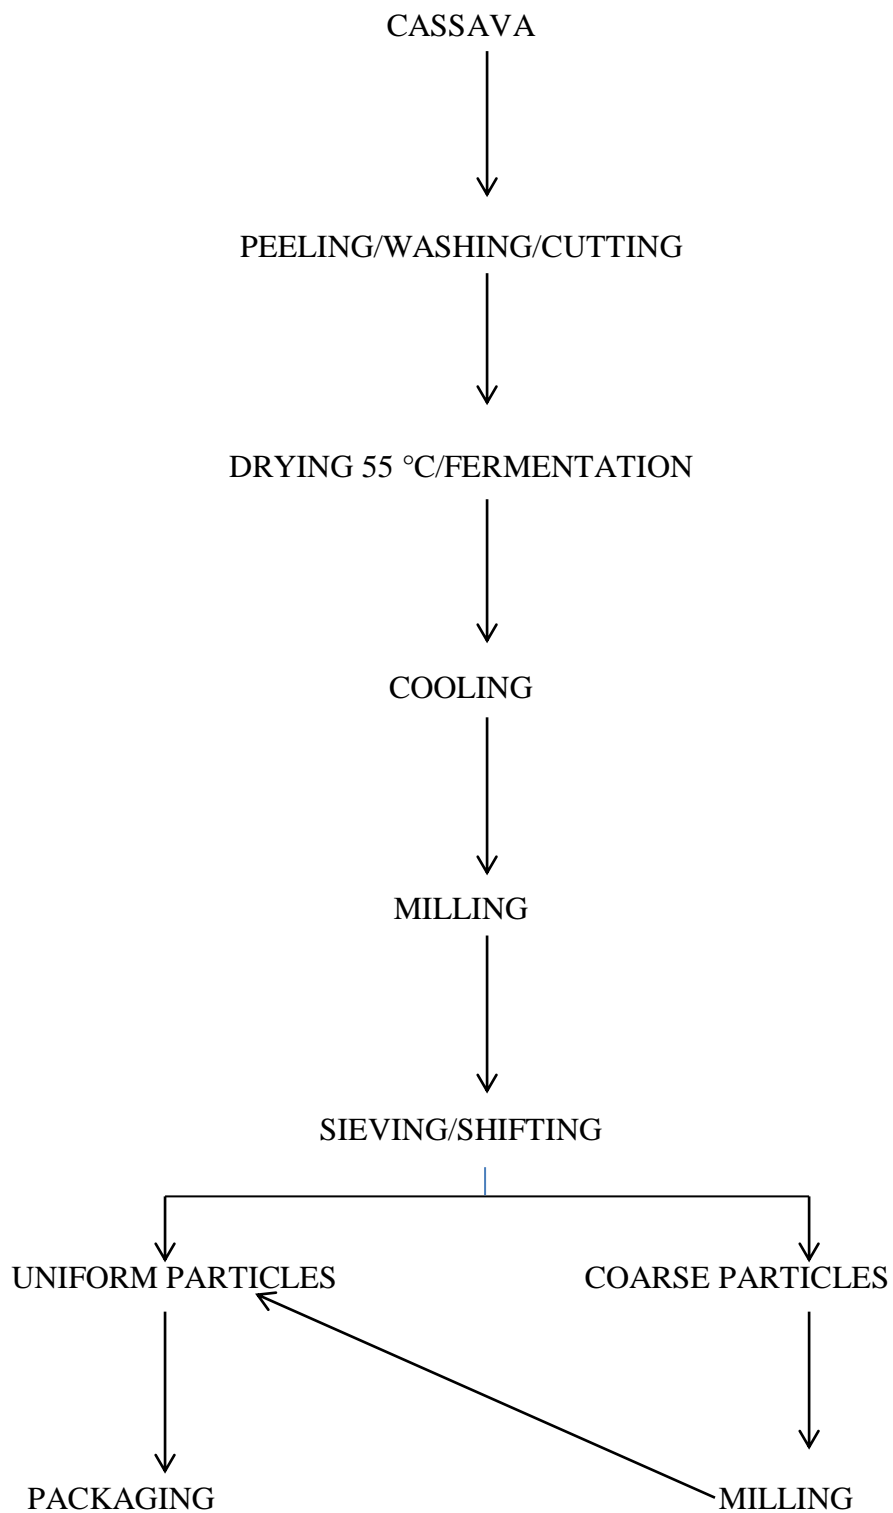 CASSAVA
PEELING/WASHING/CUTTING
DRYING 55 °C/FERMENTATION
COOLING
MILLING
SIEVING/SHIFTING
UNIFORM PARTICLES
COARSE PARTICLES
PACKAGING
MILLING